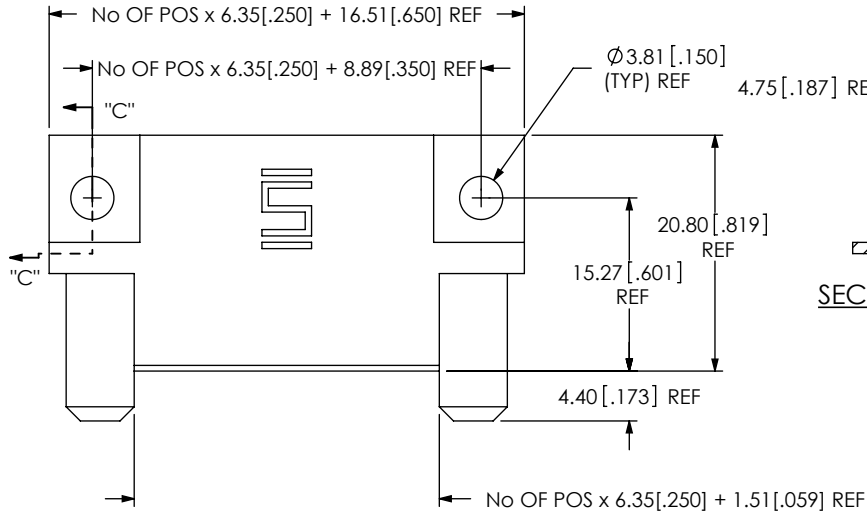 No OF POS x 6.35[.250] + 16.51[.650] REF
No OF POS x 6.35[.250] + 8.89[.350] REF
Ø3.81[.150]
(TYP) REF
4.75[.187] RE
"C"
20.80[.819]
REF
15.27[.601]
REF
"C"
SEC
4.40[.173] REF
No OF POS x 6.35[.250] + 1.51[.059] REF